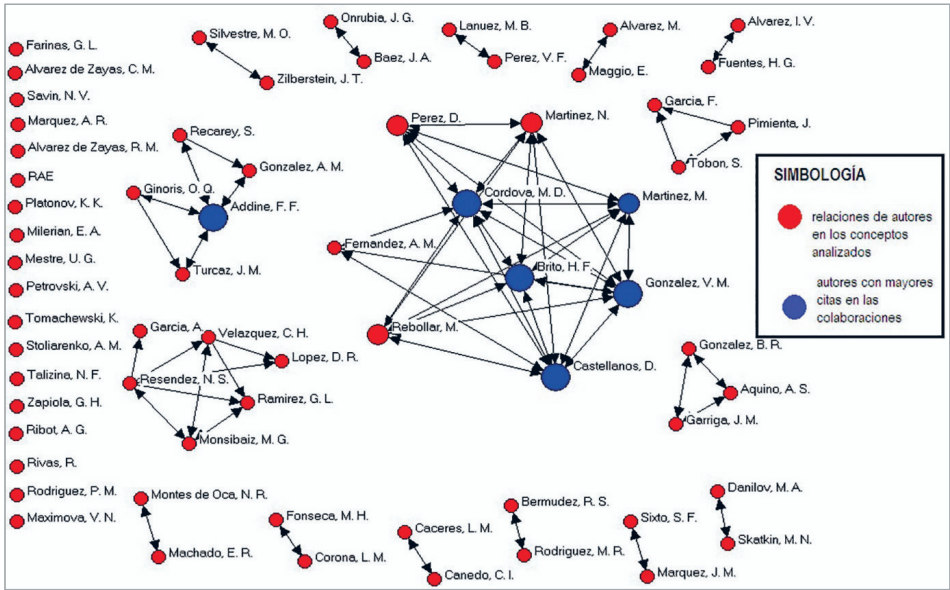 Farinas, G. L.
Alvarez de Zayas, C. M.
Savin, N. V.
Marquez, A. R.
Alvarez de Zayas, R. M.
RAE
Platonov, K. K.
Milerian, E. A.
Mestre, U. G.
Petrovski, A. V.
Tomachewski, K.
Stoliarenko, A. M.
Talizina, N. F.
Zapiola, G. H.
Ribot, A. G.
Rivas, R.
Rodriguez, P. M.
Maximova, V. N.
Silvestre, M. O.
Zilberstein, J. T.
Onrubia, J. G.
Baez, J. A.
Lanuez, M. B.
Perez, V. F.
Alvarez, M.
Maggio, E.
Alvarez, I. V.
Fuentes, H. G.
Recarey, S.
Gonzalez, A. M.
Ginoris, O. Q.
Addine, F. F.
Turcaz, J. M.
Perez, D.
Martinez, N.
Cordova, M. D.
Martinez, M.
Fernandez, A. M.
Brito, H. F.
Gonzalez, V. M.
Rebollar, M.
Castellanos, D.
Garcia, F.
Pimienta, J.
Tobon, S.
SIMBOLOGÍA
relaciones de autores
en los conceptos
analizados
autores con mayores
citas en las
colaboraciones
Garcia, A.
Velazquez, C. H.
Lopez, D. R.
Resendez, N. S.
Ramirez, G. L.
Monsibaiz, M. G.
Gonzalez, B. R.
Aquino, A. S.
Garriga, J. M.
Montes de Oca, N. R.
Machado, E. R.
Fonseca, M. H.
Corona, L. M.
Caceres, L. M.
Canedo, C. I.
Bermudez, R. S.
Rodriguez, M. R.
Sixto, S. F.
Marquez, J. M.
Danilov, M. A.
Skatkin, M. N.